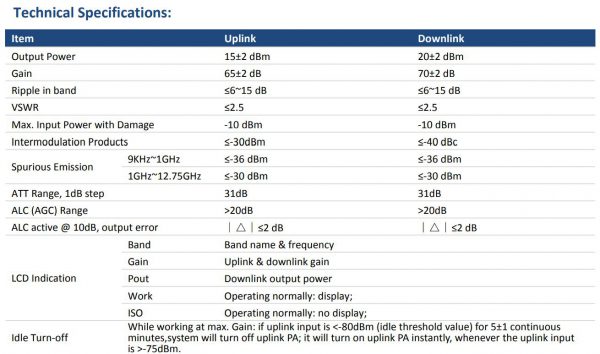 Technical Specifications:
Item Uplink Downlink
Output Power 15±2 dBm 20±2 dBm
Gain 65±2 dB 70±2 dB
Ripple in band ≤6~15 dB ≤6~15 dB
VSWR ≤2.5 ≤2.5
Max. Input Power with Damage -10 dBm -10 dBm
Intermodulation Products ≤-30dBm ≤-40 dBc
Spurious Emission 9KHz~1GHz ≤-36 dBm ≤-36 dBm
1GHz~12.75GHz ≤-30 dBm ≤-30 dBm
ATT Range, 1dB step 31dB 31dB
ALC (AGC) Range >20dB >20dB
ALC active @ 10dB, output error |△|≤2 dB |△|≤2 dB
LCD Indication Band Band name & frequency
Gain Uplink & downlink gain
Pout Downlink output power
Work Operating normally: display;
ISO Operating normally: no display;
Idle Turn-off While working at max. Gain: if uplink input is <-80dBm (idle threshold value) for 5±1 continuous
minutes,system will turn off uplink PA; it will turn on uplink PA instantly, whenever the uplink input
is >-75dBm.